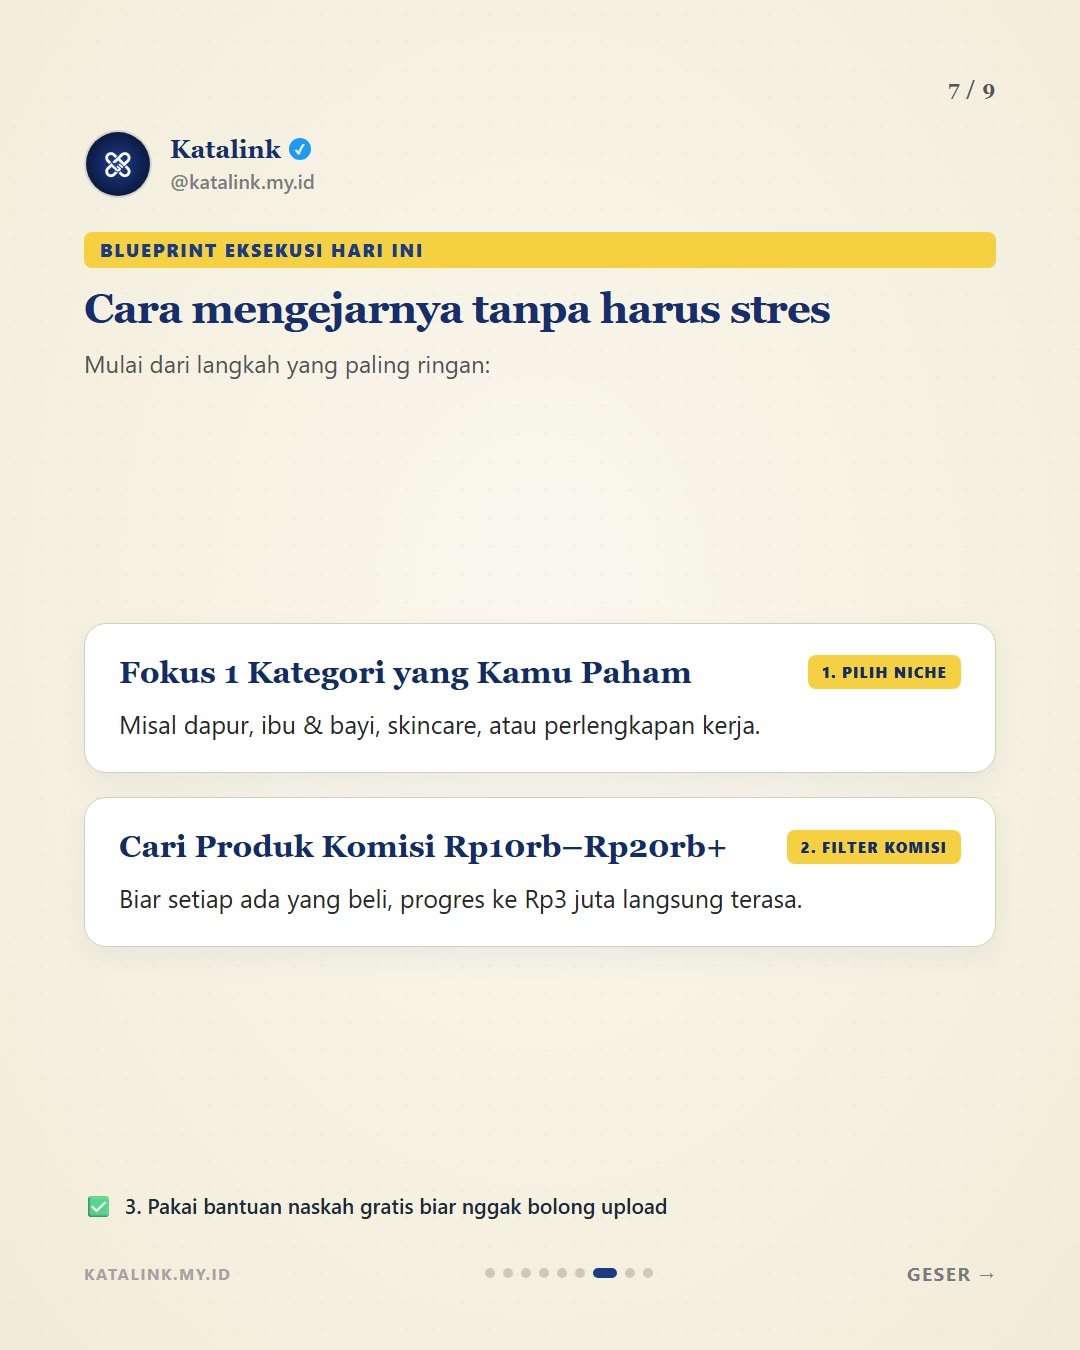 7 / 9
Katalink
@katalink.my.id
BLUEPRINT EKSEKUSI HARI INI
Cara mengejarnya tanpa harus stres
Mulai dari langkah yang paling ringan:
Fokus 1 Kategori yang Kamu Paham
1. PILIH NICHE
Misal dapur, ibu & bayi, skincare, atau perlengkapan kerja.
Cari Produk Komisi Rp10rb–Rp20rb+
2. FILTER KOMISI
Biar setiap ada yang beli, progres ke Rp3 juta langsung terasa.
✅ 3. Pakai bantuan naskah gratis biar nggak bolong upload
KATALINK.MY.ID
GESER →